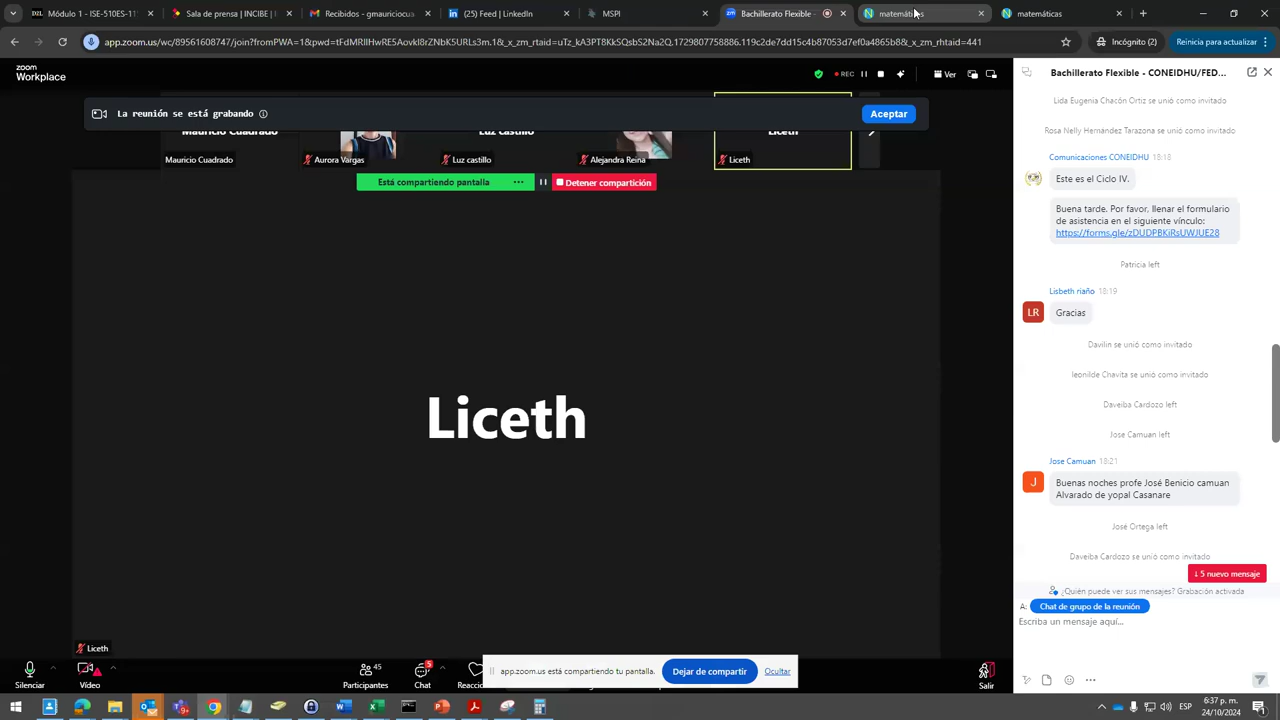 Módulo 1 - ISE-510ES-11
Sala de prensa | INCIBE |
Recibidos - gmauriciocu
(25) Feed | LinkedIn
MSPI
Bachillerato Flexible -
matemáticas
matemáticas
app.zoom.us/wc/89561608747/join?fromPWA=1&pwd=tFdMRIIHwRE5Apvki8rZNbK5URLs3F.1&_x_zm_rtaid=uTz_kA3PT8KkSQsbS2Na2Q.1729807758886.119c2dc7e7dd15c4b87053d7ef0a4865b88&_x_zm_rhtaid=441
Incógnito (2)
Reinicia para actualizar
zoom
Workplace
REC
Ver
La reunión se está grabando
Aceptar
Mauricio Cuadrado
Luz Castillo
Liceth
Mauricio Cuadrado
Aurora Vargas
Luz castillo
Alejandra Reina
Liceth
Está compartiendo pantalla
Detener compartición
Liceth
Liceth
Bachillerato Flexible - CONEIDHU/FED...
Lida Eugenia Chacón Ortiz se unió como invitado
Rosa Nelly Hernández Tarazona se unió como invitado
Comunicaciones CONEIDHU 18:18
Este es el Ciclo IV.
Buena tarde. Por favor, llenar el formulario
de asistencia en el siguiente vínculo:
https://forms.gle/zDUDPBKiRsUWJUE28
Patricia left
Lisbeth riaño 18:19
LR
Gracias
Davilin se unió como invitado
leonilde Chavita se unió como invitado
Daveiba Cardozo left
Jose Camuan left
Jose Camuan 18:21
J
Buenas noches profe José Benicio camuan
Alvarado de yopal Casanare
José Ortega left
Daveiba Cardozo se unió como invitado
5 nuevo mensaje
¿Quién puede ver sus mensajes? Grabación activada
A: Chat de grupo de la reunión
Escriba un mensaje aquí...
Silenciar
Vídeo
45
Participantes
5
Chat
Reacc
app.zoom.us está compartiendo tu pantalla.
Dejar de compartir
Ocultar
Salir
ESP
6:37 p. m.
24/10/2024